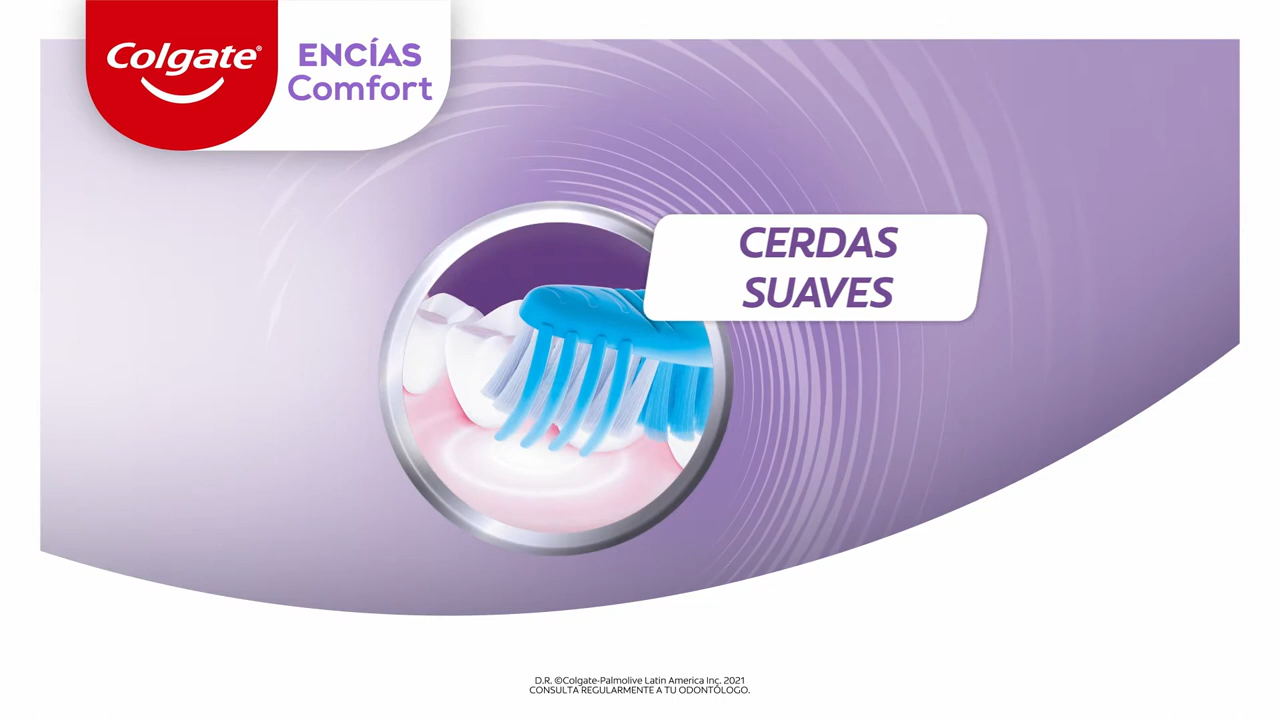 Colgate®
ENCÍAS
Comfort
CERDAS
SUAVES
D.R. ©Colgate-Palmolive Latin America Inc. 2021
CONSULTA REGULARMENTE A TU ODONTÓLOGO.